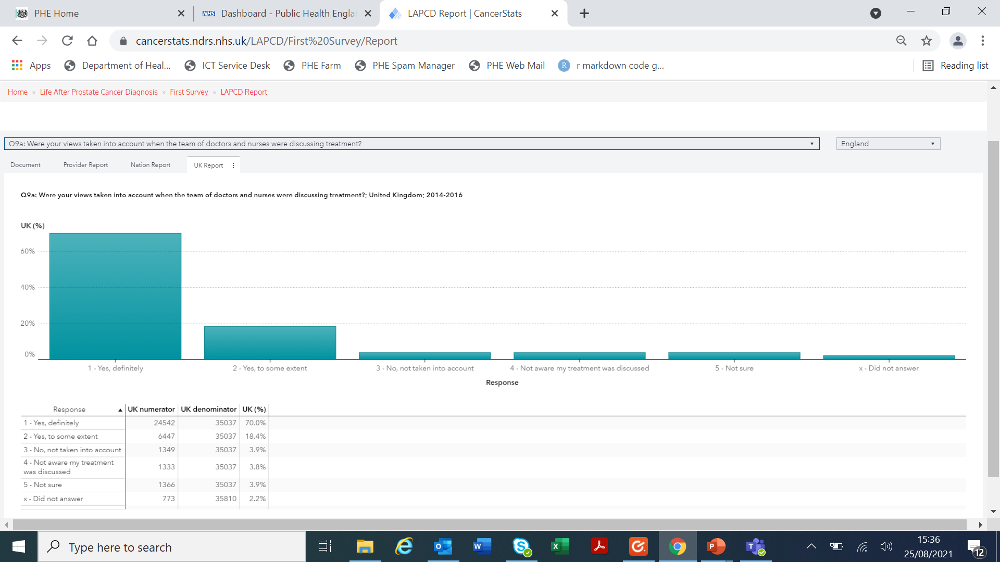 PHE Home
NHS Dashboard - Public Health Englan
LAPCD Report | CancerStats
cancerstats.ndrs.nhs.uk/LAPCD/First%20Survey/Report
Apps Department of Heal... ICT Service Desk PHE Farm PHE Spam Manager PHE Web Mail R r markdown code g... Reading list
Home » Life After Prostate Cancer Diagnosis » First Survey » LAPCD Report
Q9a: Were your views taken into account when the team of doctors and nurses were discussing treatment? England
Document Provider Report Nation Report UK Report
Q9a: Were your views taken into account when the team of doctors and nurses were discussing treatment?; United Kingdom; 2014-2016
UK (%)
60%
40%
20%
0%
1 - Yes, definitely 2 - Yes, to some extent 3 - No, not taken into account 4 - Not aware my treatment was discussed 5 - Not sure x - Did not answer
Response
Response UK numerator UK denominator UK (%)
1 - Yes, definitely 24542 35037 70.0%
2 - Yes, to some extent 6447 35037 18.4%
3 - No, not taken into account 1349 35037 3.9%
4 - Not aware my treatment
was discussed 1333 35037 3.8%
5 - Not sure 1366 35037 3.9%
x - Did not answer 773 35810 2.2%
Type here to search
15:36
25/08/2021
12